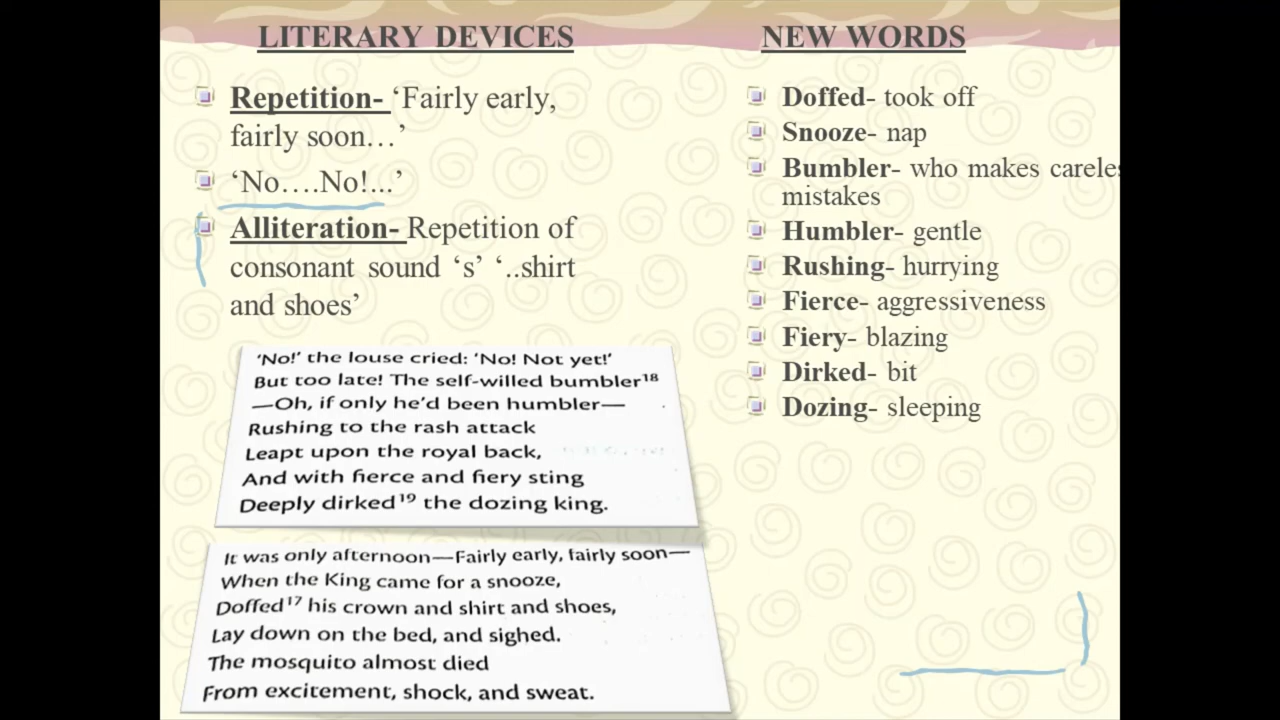 LITERARY DEVICES
Repetition- ‘Fairly early,
fairly soon…’
‘No….No!...’
Alliteration- Repetition of
consonant sound ‘s’ ‘..shirt
and shoes’
‘No!’ the louse cried: ‘No! Not yet!’
But too late! The self-willed bumbler18
—Oh, if only he’d been humbler—
Rushing to the rash attack
Leapt upon the royal back,
And with fierce and fiery sting
Deeply dirked19 the dozing king.
It was only afternoon—Fairly early, fairly soon—
When the King came for a snooze,
Doffed17 his crown and shirt and shoes,
Lay down on the bed, and sighed.
The mosquito almost died
From excitement, shock, and sweat.
NEW WORDS
Doffed- took off
Snooze- nap
Bumbler- who makes careles
mistakes
Humbler- gentle
Rushing- hurrying
Fierce- aggressiveness
Fiery- blazing
Dirked- bit
Dozing- sleeping